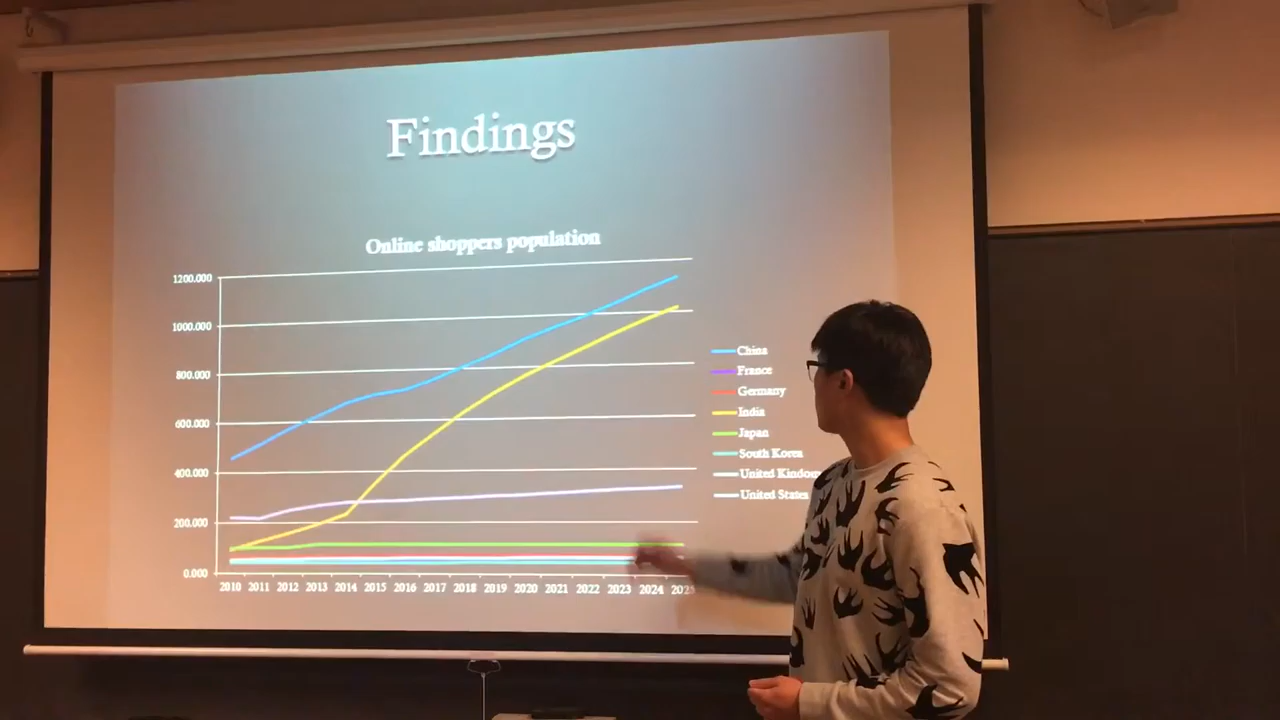 Findings
Online shoppers population
1200.000
1000.000
800.000
600.000
400.000
200.000
0.000
2010 2011 2012 2013 2014 2015 2016 2017 2018 2019 2020 2021 2022 2023 2024 2025
China
France
Germany
India
Japan
South Korea
United Kingdom
United States